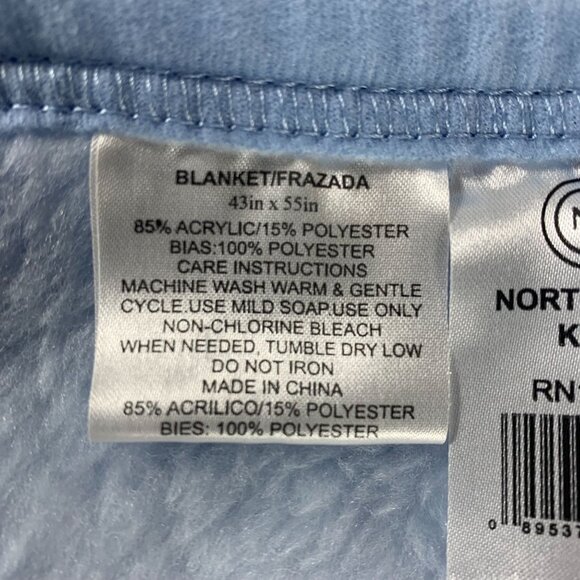 BLANKET/FRAZADA
43in x 55in
85% ACRYLIC/15% POLYESTER
BIAS:100% POLYESTER
CARE INSTRUCTIONS
MACHINE WASH WARM & GENTLE
CYCLE.USE MILD SOAP.USE ONLY
NON-CHLORINE BLEACH
WHEN NEEDED, TUMBLE DRY LOW
DO NOT IRON
MADE IN CHINA
85% ACRILICO/15% POLYESTER
BIES: 100% POLYESTER
N
NORT
K
RN
0 89537